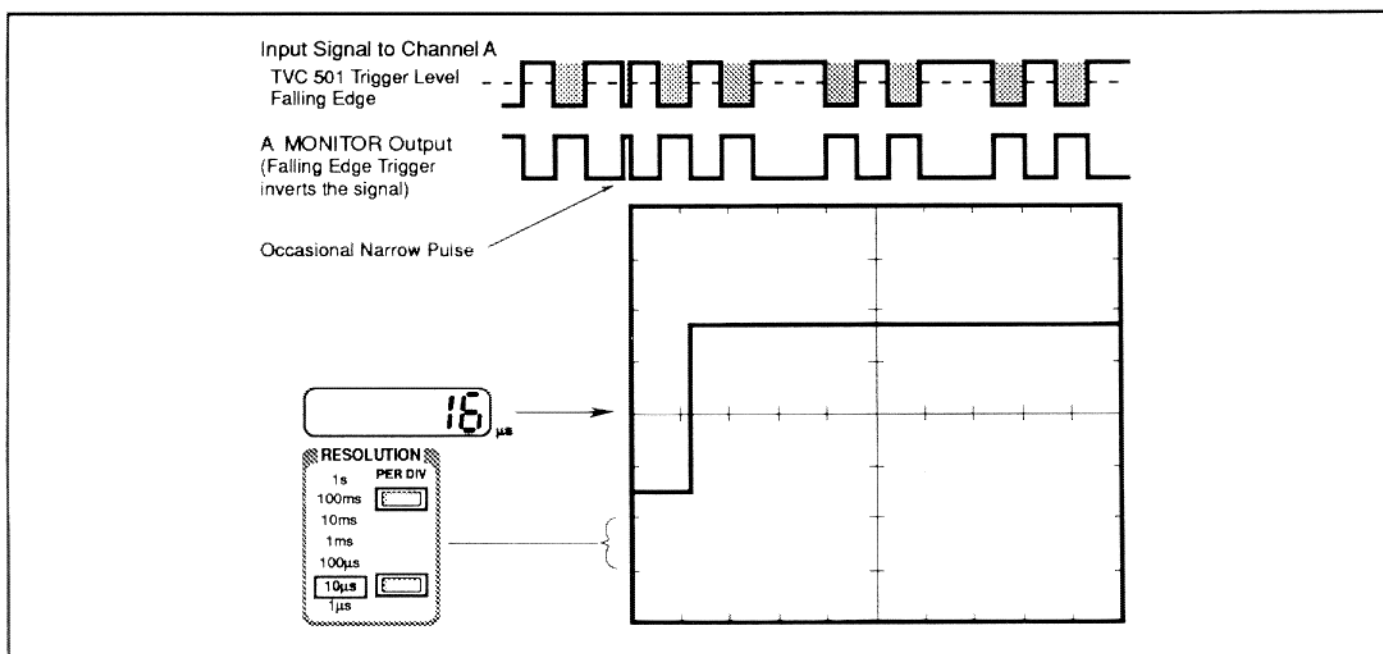 Input Signal to Channel A
TVC 501 Trigger Level
Falling Edge
A MONITOR Output
(Falling Edge Trigger
inverts the signal)
Occasional Narrow Pulse
16
µs
RESOLUTION
PER DIV
1s
100ms
10ms
1ms
100µs
10µs
1µs